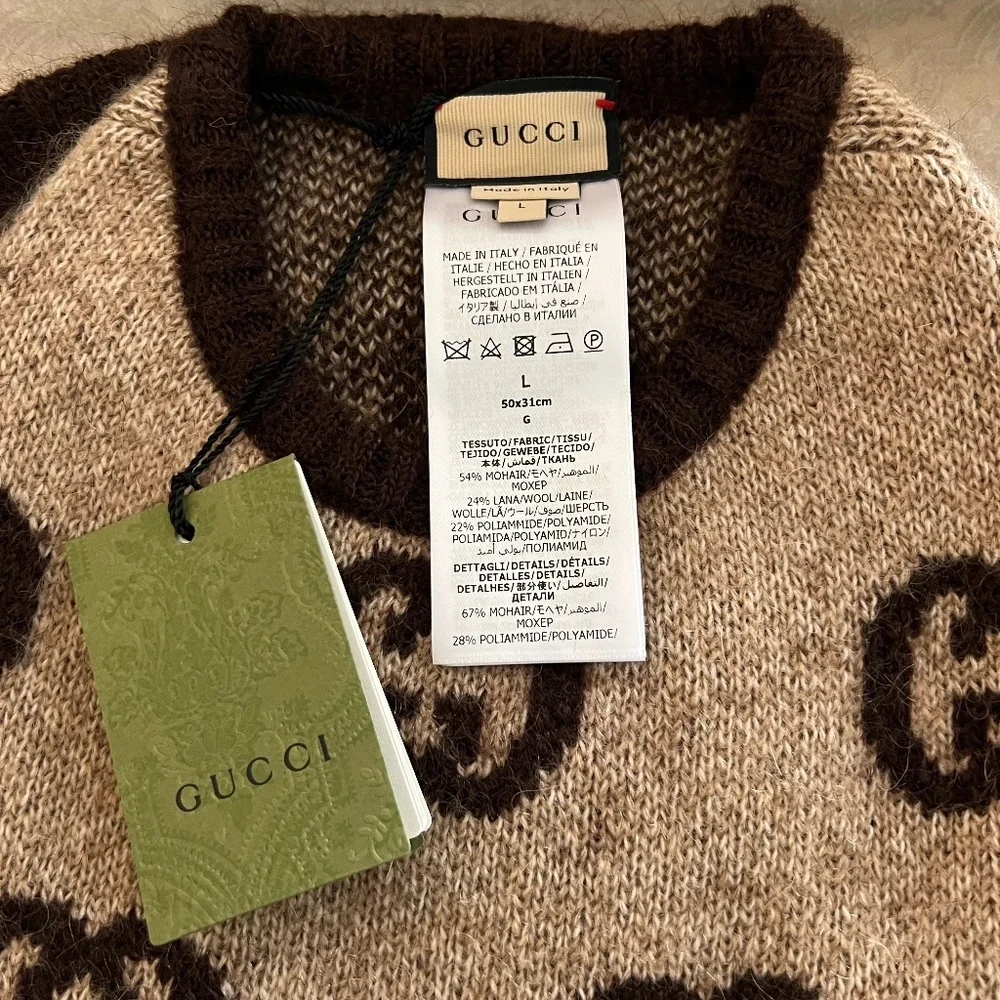 GUCCI
Made in Italy
L
GUCCI
MADE IN ITALY / FABRIQUÉ EN
ITALIE / HECHO EN ITALIA /
HERGESTELLT IN ITALIEN /
FABRICADO EM ITÁLIA /
イタリア製 / صنع في إيطاليا /
СДЕЛАНО В ИТАЛИИ
P
L
50x31cm
G
TESSUTO/FABRIC/TISSU/
TEJIDO/GEWEBE/TECIDO/
本体/قماش/ТКАНЬ
54% MOHAIR/モヘヤ/الموهير/
МОХЕР
24% LANA/WOOL/LAINE/
WOLLE/LÃ/ウール/صوف/ШЕРСТЬ
22% POLIAMMIDE/POLYAMIDE/
POLIAMIDA/POLYAMID/ナイロン/
بولي أميد/ПОЛИАМИД
DETTAGLI/DETAILS/DÉTAILS/
DETALLES/DETAILS/
DETALHES/部分使い/التفاصيل/
ДЕТАЛИ
67% MOHAIR/モヘヤ/الموهير/
МОХЕР
28% POLIAMMIDE/POLYAMIDE/
GUCCI
G
G